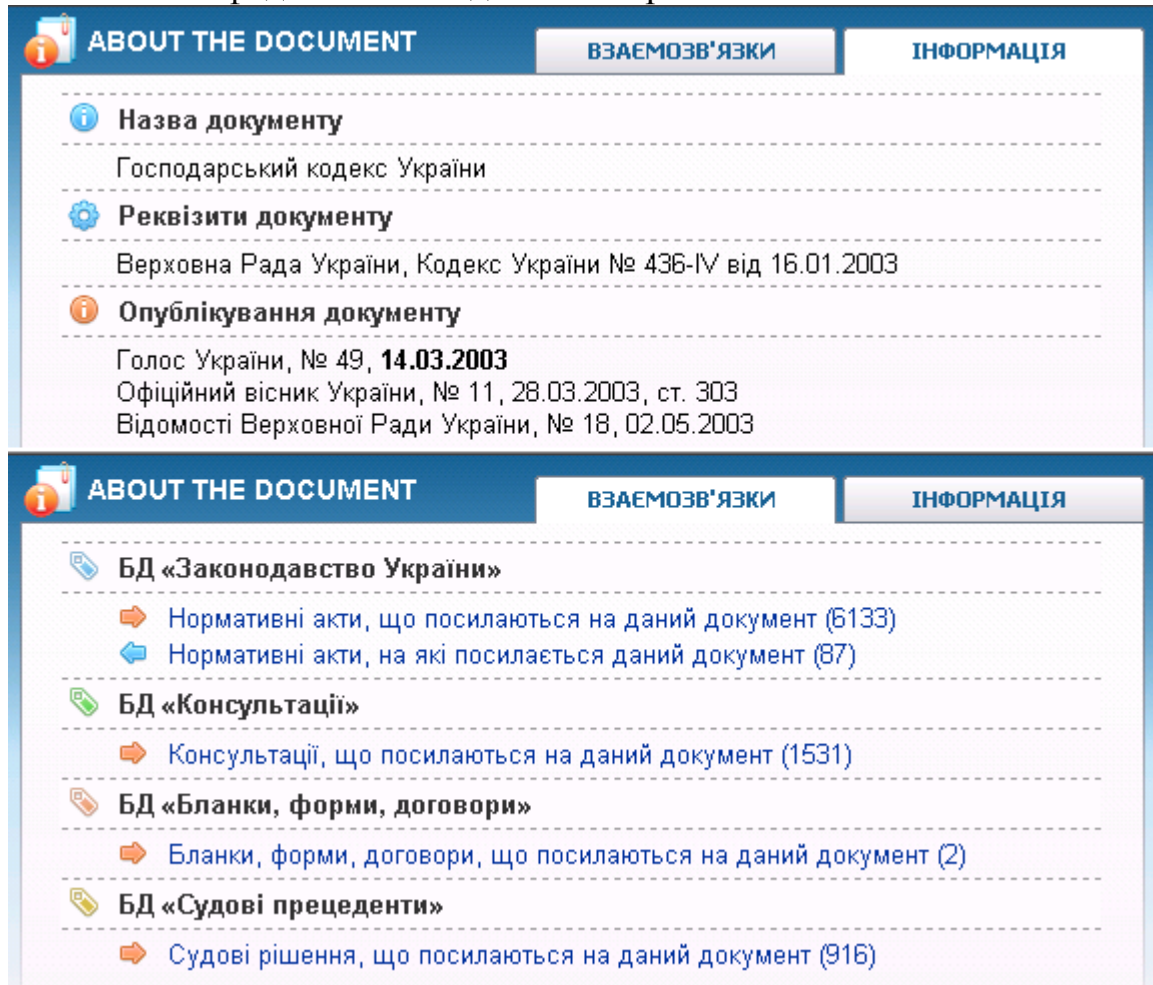 ABOUT THE DOCUMENT
ВЗАЄМОЗВ'ЯЗКИ
ІНФОРМАЦІЯ
Назва документу
Господарський кодекс України
Реквізити документу
Верховна Рада України, Кодекс України № 436-IV від 16.01.2003
Опублікування документу
Голос України, № 49, 14.03.2003
Офіційний вісник України, № 11, 28.03.2003, ст. 303
Відомості Верховної Ради України, № 18, 02.05.2003
ABOUT THE DOCUMENT
ВЗАЄМОЗВ'ЯЗКИ
ІНФОРМАЦІЯ
БД «Законодавство України»
Нормативні акти, що посилаються на даний документ (6133)
Нормативні акти, на які посилається даний документ (87)
БД «Консультації»
Консультації, що посилаються на даний документ (1531)
БД «Бланки, форми, договори»
Бланки, форми, договори, що посилаються на даний документ (2)
БД «Судові прецеденти»
Судові рішення, що посилаються на даний документ (916)